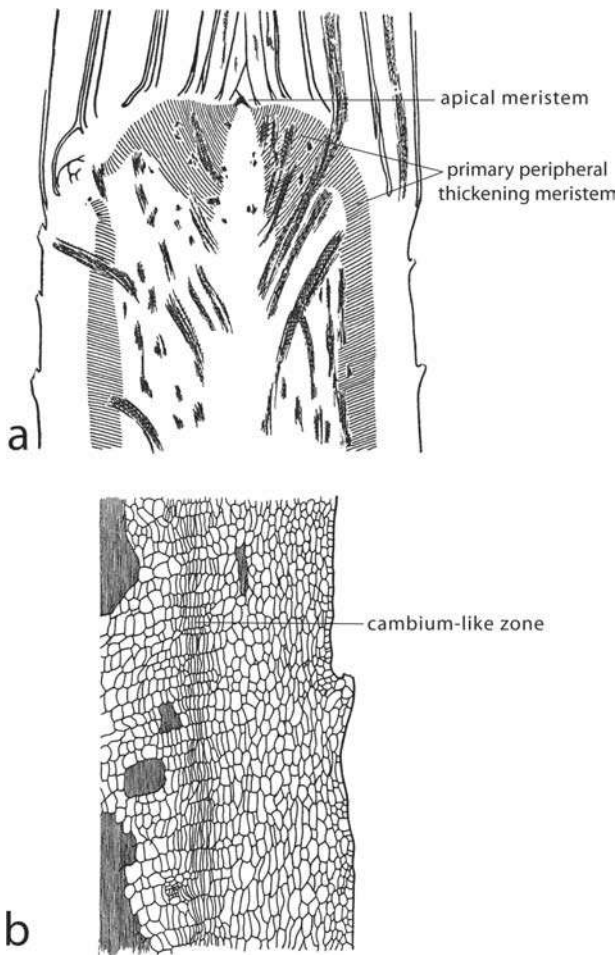 a
apical meristem
primary peripheral
thickening meristem
cambium-like zone
b